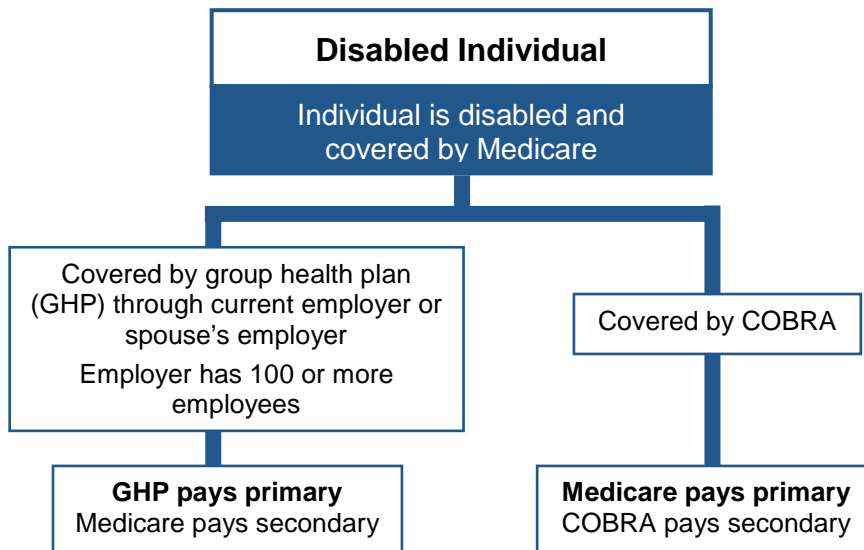 Disabled Individual
Individual is disabled and
covered by Medicare
Covered by group health plan
(GHP) through current employer or
spouse’s employer
Employer has 100 or more
employees
Covered by COBRA
GHP pays primary
Medicare pays secondary
Medicare pays primary
COBRA pays secondary